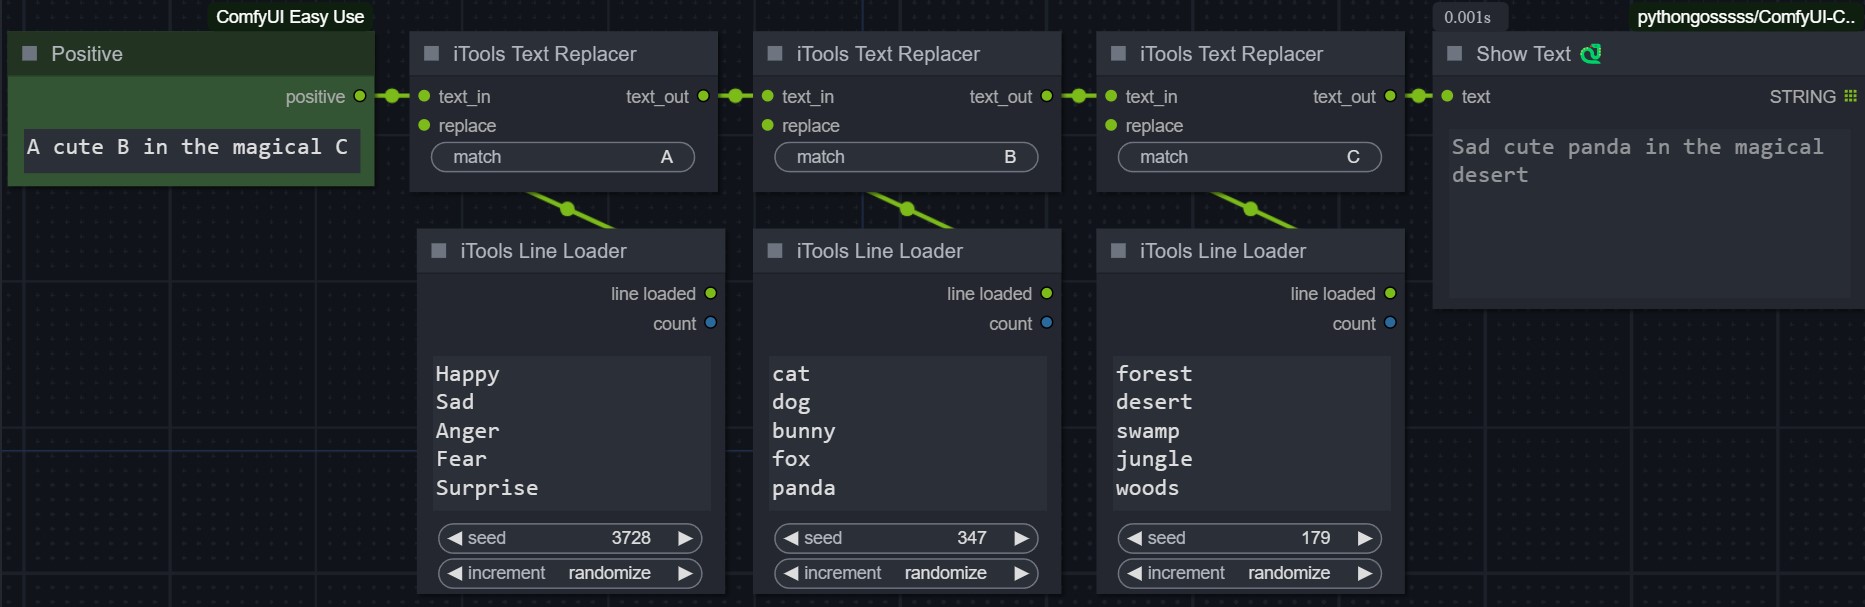 ComfyUI Easy Use
0.001s
pythongosssss/ComfyUI-C..
Positive
positive
A cute B in the magical C
iTools Text Replacer
text_in text_out
replace
match A
iTools Text Replacer
text_in text_out
replace
match B
iTools Text Replacer
text_in text_out
replace
match C
Show Text
text STRING
Sad cute panda in the magical
desert
iTools Line Loader
line loaded
count
Happy
Sad
Anger
Fear
Surprise
seed 3728
increment randomize
iTools Line Loader
line loaded
count
cat
dog
bunny
fox
panda
seed 347
increment randomize
iTools Line Loader
line loaded
count
forest
desert
swamp
jungle
woods
seed 179
increment randomize